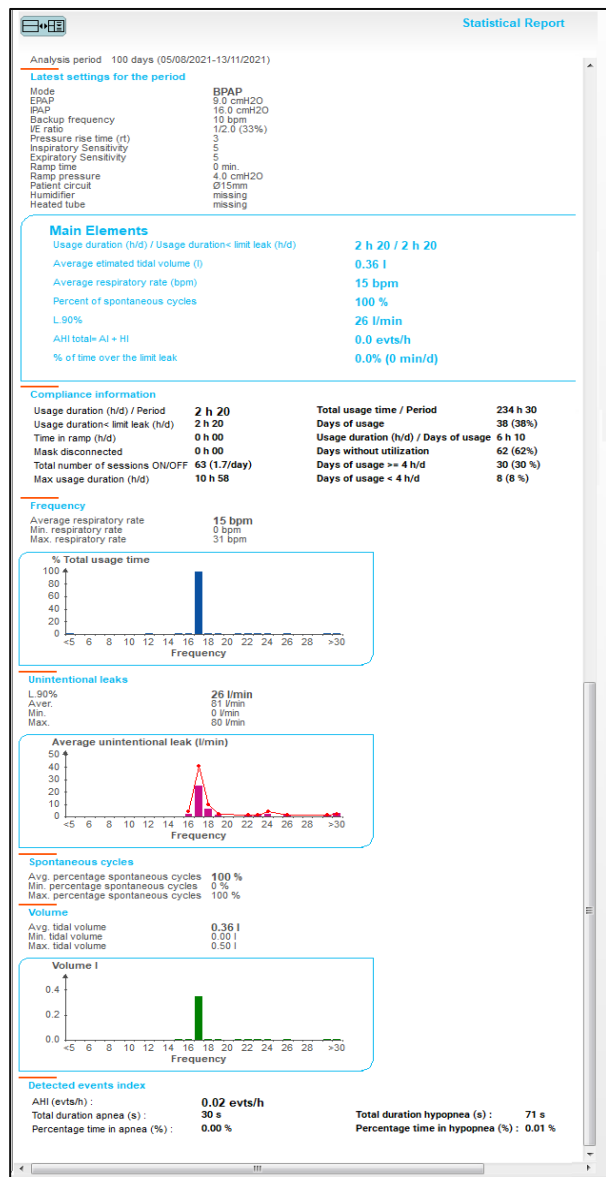 Statistical Report
Analysis period 100 days (05/08/2021-13/11/2021)
Latest settings for the period
Mode BPAP
EPAP 9.0 cmH2O
IPAP 16.0 cmH2O
Backup frequency 10 bpm
I/E ratio 1/2.0 (33%)
Pressure rise time (rt) 3
Inspiratory Sensitivity 5
Expiratory Sensitivity 5
Ramp time 0 min.
Ramp pressure 4.0 cmH2O
Patient circuit Ø15mm
Humidifier missing
Heated tube missing
Main Elements
Usage duration (h/d) / Usage duration< limit leak (h/d) 2 h 20 / 2 h 20
Average etimated tidal volume (l) 0.36 l
Average respiratory rate (bpm) 15 bpm
Percent of spontaneous cycles 100 %
L.90% 26 l/min
AHI total= AI + HI 0.0 evts/h
% of time over the limit leak 0.0% (0 min/d)
Compliance information
Usage duration (h/d) / Period 2 h 20 Total usage time / Period 234 h 30
Usage duration< limit leak (h/d) 2 h 20 Days of usage 38 (38%)
Time in ramp (h/d) 0 h 00 Usage duration (h/d) / Days of usage 6 h 10
Mask disconnected 0 h 00 Days without utilization 62 (62%)
Total number of sessions ON/OFF 63 (1.7/day) Days of usage >= 4 h/d 30 (30 %)
Max usage duration (h/d) 10 h 58 Days of usage < 4 h/d 8 (8 %)
Frequency
Average respiratory rate 15 bpm
Min. respiratory rate 0 bpm
Max. respiratory rate 31 bpm
% Total usage time
100
80
60
40
20
0
<5 6 8 10 12 14 16 18 20 22 24 26 28 >30
Frequency
Unintentional leaks
L.90% 26 l/min
Aver. 81 l/min
Min. 0 l/min
Max. 80 l/min
Average unintentional leak (l/min)
50
40
30
20
10
0
<5 6 8 10 12 14 16 18 20 22 24 26 28 >30
Frequency
Spontaneous cycles
Avg. percentage spontaneous cycles 100 %
Min. percentage spontaneous cycles 0 %
Max. percentage spontaneous cycles 100 %
Volume
Avg. tidal volume 0.36 l
Min. tidal volume 0.00 l
Max. tidal volume 0.50 l
Volume l
0.4
0.2
0.0
<5 6 8 10 12 14 16 18 20 22 24 26 28 >30
Frequency
Detected events index
AHI (evts/h) : 0.02 evts/h
Total duration apnea (s) : 30 s Total duration hypopnea (s) : 71 s
Percentage time in apnea (%) : 0.00 % Percentage time in hypopnea (%) : 0.01 %